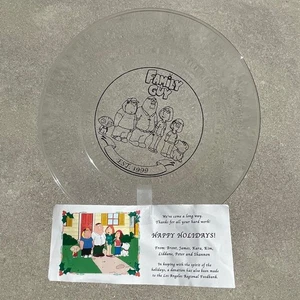 FAMILY
GUY
EST. 1999
We've come a long way.
Thanks for all your hard work
HAPPY HOLIDAYS!
From: Brent, James, Kara, Kim,
Liddane, Peter and Shannon
In keeping with the spirit of the
holidays, a donation has also been made
to the Los Angeles Regional Foodbank.